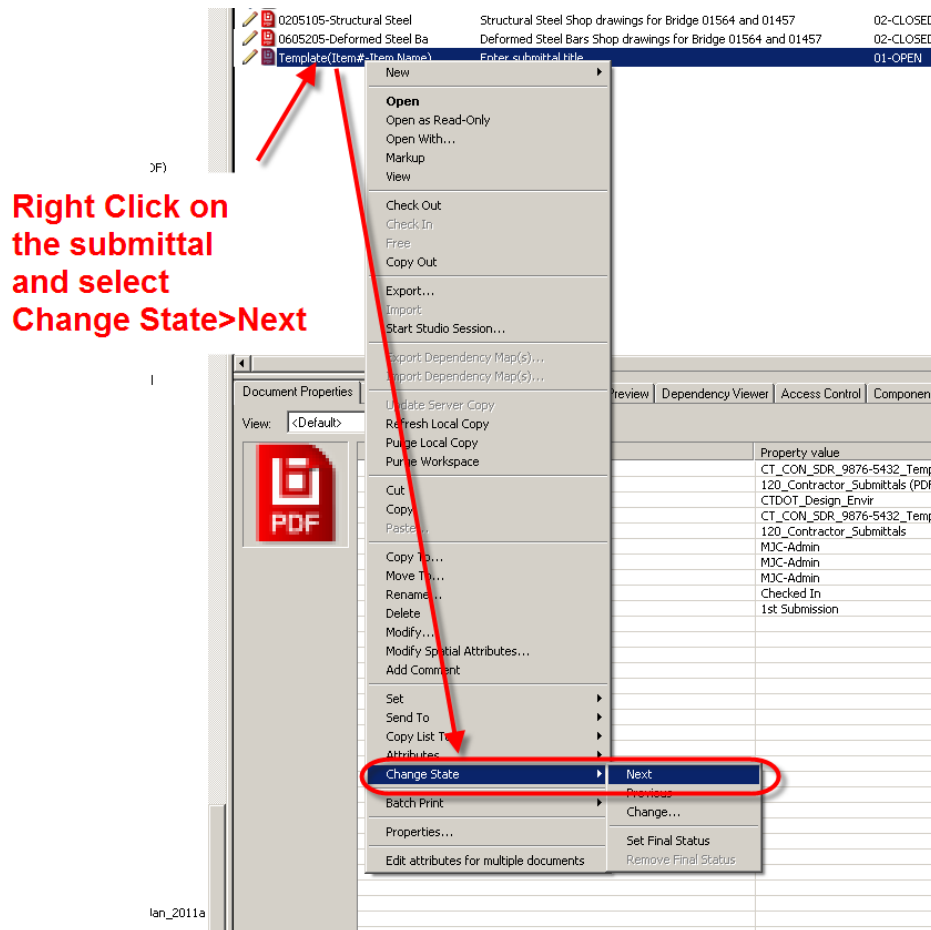 0205105-Structural Steel Structural Steel Shop drawings for Bridge 01564 and 01457 02-CLOSED
0605205-Deformed Steel Ba Deformed Steel Bars Shop drawings for Bridge 01564 and 01457 02-CLOSED
Template(Item#-Item Name) Enter submittal title 01-OPEN
New
Open
Open as Read-Only
Open With...
Markup
View
Check Out
Check In
Free
Copy Out
Export...
Import
Start Studio Session...
Export Dependency Map(s)...
Import Dependency Map(s)...
Update Server Copy
Refresh Local Copy
Purge Local Copy
Purge Workspace
Cut
Copy
Paste...
Copy To...
Move To...
Rename...
Delete
Modify...
Modify Spatial Attributes...
Add Comment
Set
Send To
Copy List To
Attributes
Change State
Batch Print
Properties...
Edit attributes for multiple documents
Next
Previous
Change...
Set Final Status
Remove Final Status
DF)
Right Click on
the submittal
and select
Change State>Next
Document Properties Preview Dependency Viewer Access Control Componen
View: <Default>
PDF
Property value
CT_CON_SDR_9876-5432_Temp
120_Contractor_Submittals (PDF
CTDOT_Design_Envir
CT_CON_SDR_9876-5432_Temp
120_Contractor_Submittals
MJC-Admin
MJC-Admin
MJC-Admin
Checked In
1st Submission
Jan_2011a